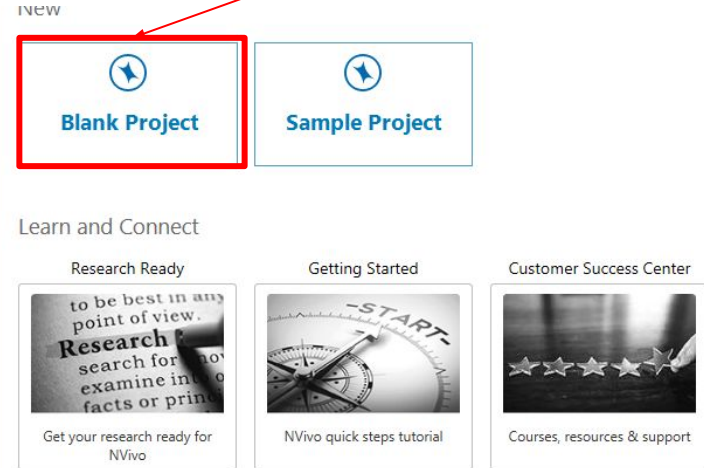 New
Blank Project
Sample Project
Learn and Connect
Research Ready
Getting Started
Customer Success Center
to be best in any
point of view.
Research
search for
examine in
facts or princ
START
Get your research ready for
NVivo
NVivo quick steps tutorial
Courses, resources & support